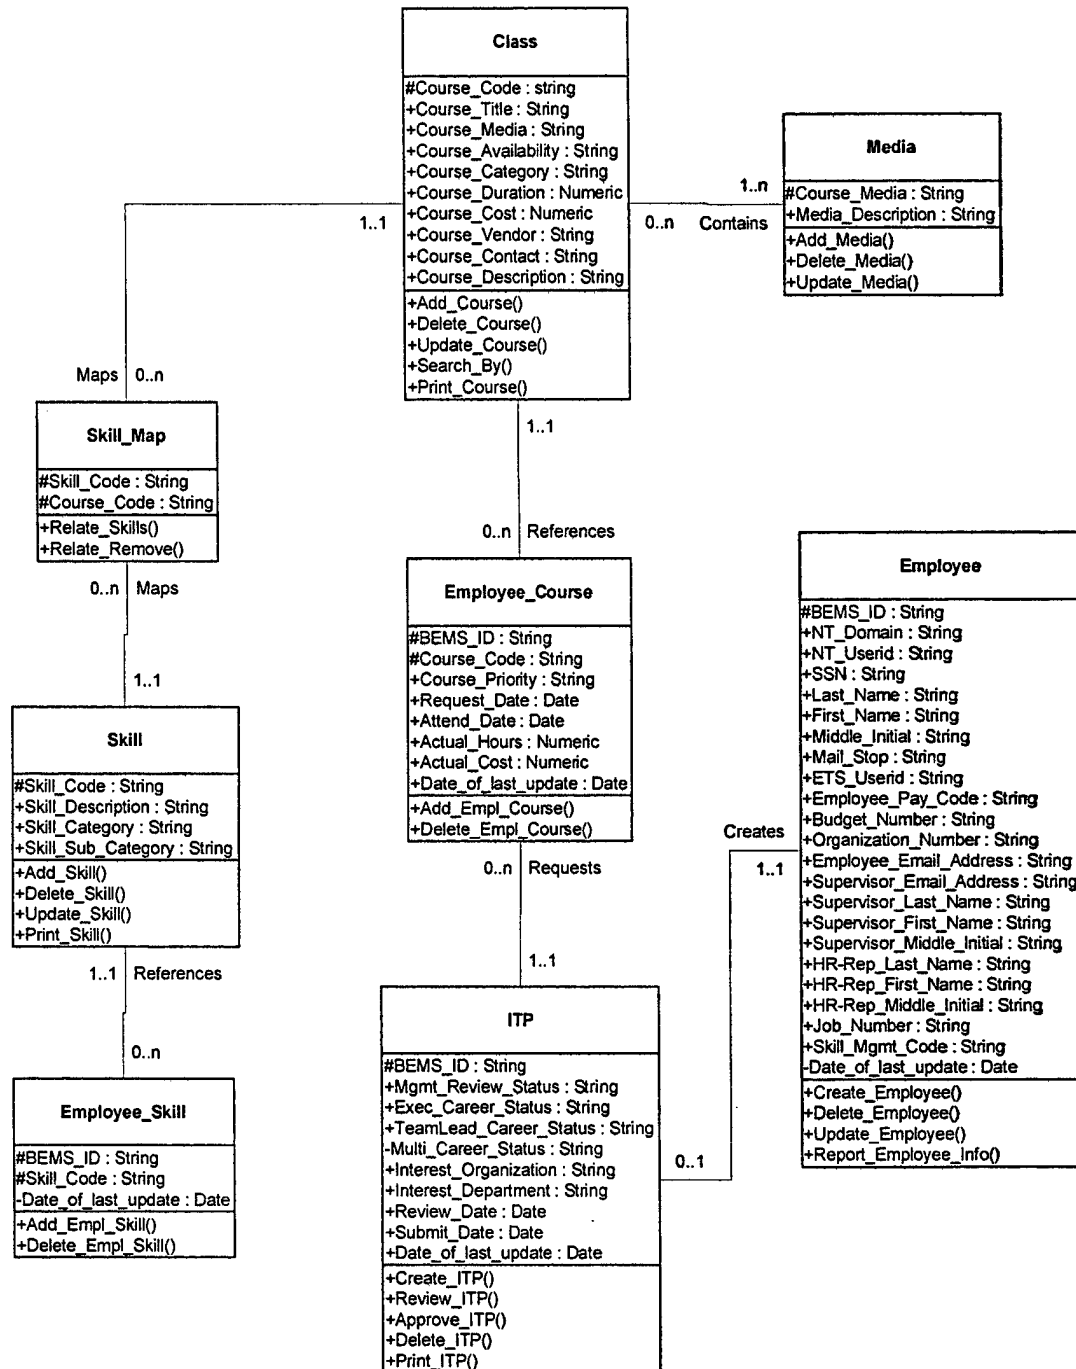 Class
#Course_Code : string
+Course_Title : String
+Course_Media : String
+Course_Availability : String
+Course_Category : String
+Course_Duration : Numeric
+Course_Cost : Numeric
+Course_Vendor : String
+Course_Contact : String
+Course_Description : String
+Add_Course()
+Delete_Course()
+Update_Course()
+Search_By()
+Print_Course()
Media
#Course_Media : String
+Media_Description : String
+Add_Media()
+Delete_Media()
+Update_Media()
1..n
0..n Contains
1..1
Maps 0..n
Skill_Map
#Skill_Code : String
#Course_Code : String
+Relate_Skills()
+Relate_Remove()
0..n Maps
1..1
Skill
#Skill_Code : String
+Skill_Description : String
+Skill_Category : String
+Skill_Sub_Category : String
+Add_Skill()
+Delete_Skill()
+Update_Skill()
+Print_Skill()
1..1 References
0..n
Employee_Skill
#BEMS_ID : String
#Skill_Code : String
-Date_of_last_update : Date
+Add_Empl_Skill()
+Delete_Empl_Skill()
1..1
0..n References
Employee_Course
#BEMS_ID : String
#Course_Code : String
+Course_Priority : String
+Request_Date : Date
+Attend_Date : Date
+Actual_Hours : Numeric
+Actual_Cost : Numeric
+Date_of_last_update : Date
+Add_Empl_Course()
+Delete_Empl_Course()
0..n Requests
1..1
ITP
#BEMS_ID : String
+Mgmt_Review_Status : String
+Exec_Career_Status : String
+TeamLead_Career_Status : String
-Multi_Career_Status : String
+Interest_Organization : String
+Interest_Department : String
+Review_Date : Date
+Submit_Date : Date
+Date_of_last_update : Date
+Create_ITP()
+Review_ITP()
+Approve_ITP()
+Delete_ITP()
+Print_ITP()
Creates
1..1
0..1
Employee
#BEMS_ID : String
+NT_Domain : String
+NT_Userid : String
+SSN : String
+Last_Name : String
+First_Name : String
+Middle_Initial : String
+Mail_Stop : String
+ETS_Userid : String
+Employee_Pay_Code : String
+Budget_Number : String
+Organization_Number : String
+Employee_Email_Address : String
+Supervisor_Email_Address : String
+Supervisor_Last_Name : String
+Supervisor_First_Name : String
+Supervisor_Middle_Initial : String
+HR-Rep_Last_Name : String
+HR-Rep_First_Name : String
+HR-Rep_Middle_Initial : String
+Job_Number : String
+Skill_Mgmt_Code : String
-Date_of_last_update : Date
+Create_Employee()
+Delete_Employee()
+Update_Employee()
+Report_Employee_Info()